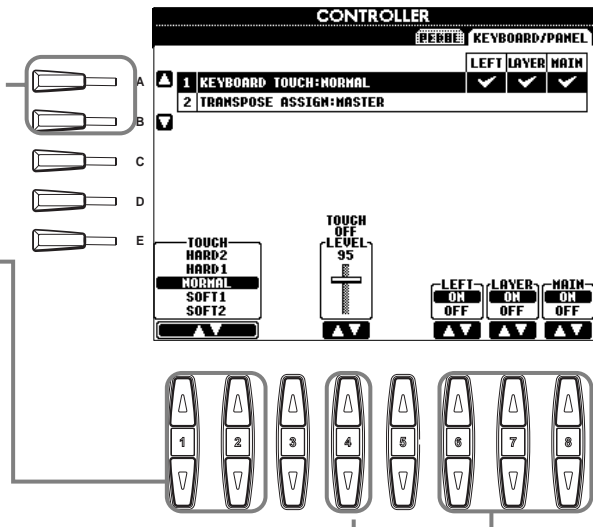 CONTROLLER
PEDAL KEYBOARD/PANEL
LEFT LAYER MAIN
A
1 KEYBOARD TOUCH:NORMAL
2 TRANSPOSE ASSIGN:MASTER
B
C
D
E
TOUCH
HARD2
HARD1
NORMAL
SOFT1
SOFT2
TOUCH
OFF
LEVEL
95
LEFT LAYER MAIN
ON ON ON
OFF OFF OFF
1 2 3 4 5 6 7 8